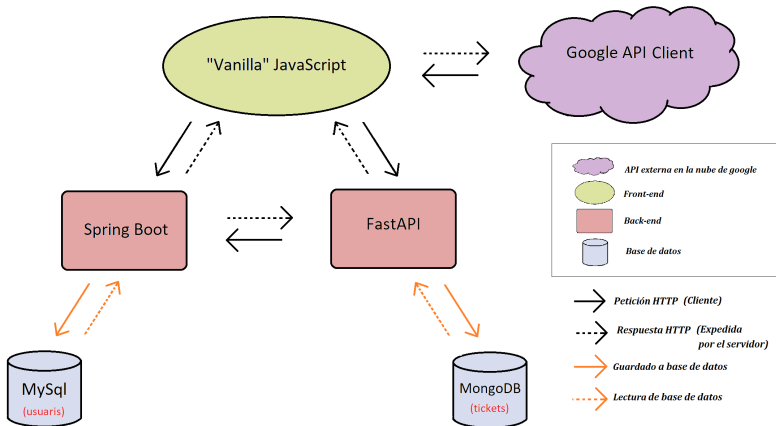 "Vanilla" JavaScript
Google API Client
Spring Boot
FastAPI
MySql
(usuaris)
MongoDB
(tickets)
API externa en la nube de google
Front-end
Back-end
Base de datos
Petición HTTP (Cliente)
Respuesta HTTP (Expedida
por el servidor)
Guardado a base de datos
Lectura de base de datos